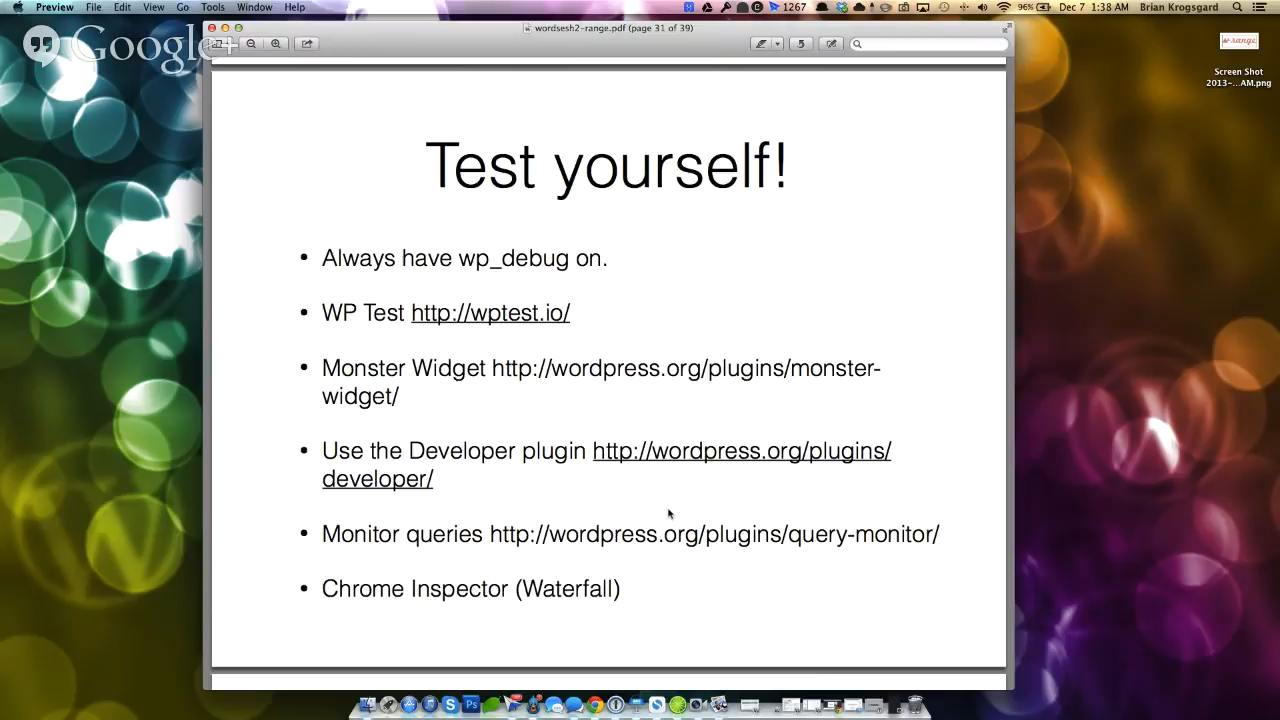 Preview File Edit View Go Tools Window Help
1267
96%
Dec 7 1:38 AM Brian Krogsgard
Google+
wordsesh2-range.pdf (page 31 of 39)
range
Screen Shot
2013-...AM.png
Test yourself!
• Always have wp_debug on.
• WP Test http://wptest.io/
• Monster Widget http://wordpress.org/plugins/monster-
widget/
• Use the Developer plugin http://wordpress.org/plugins/
developer/
• Monitor queries http://wordpress.org/plugins/query-monitor/
• Chrome Inspector (Waterfall)